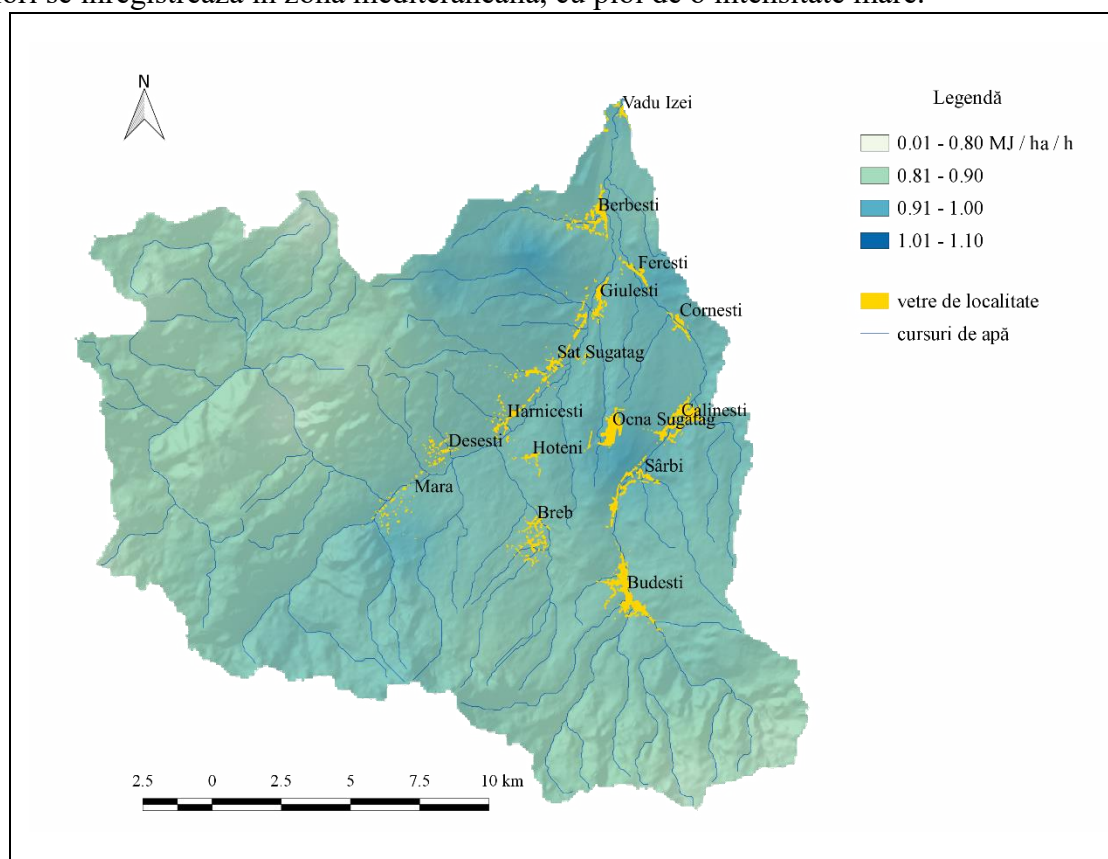 ori se înregistrează în zona mediteraneană, cu ploi de o intensitate mare.
N
Vadu Izei
Legendă
0.01 - 0.80 MJ / ha / h
0.81 - 0.90
0.91 - 1.00
1.01 - 1.10
vetre de localitate
cursuri de apă
Berbesti
Feresti
Giulesti
Cornesti
Sat Sugatag
Harnicesti
Ocna Sugatag
Calinesti
Desesti
Hoteni
Sârbi
Mara
Breb
Budesti
2.5 0 2.5 5 7.5 10 km